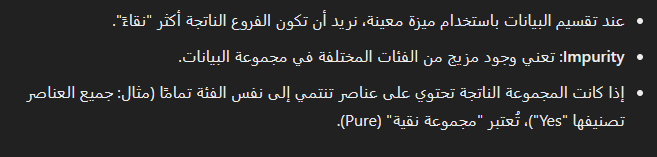 • عند تقسيم البيانات باستخدام ميزة معينة، نريد أن تكون الفروع الناتجة أكثر "نقاءً".
• Impurity: تعني وجود مزيج من الفئات المختلفة في مجموعة البيانات.
• إذا كانت المجموعة الناتجة تحتوي على عناصر تنتمي إلى نفس الفئة تمامًا (مثال: جميع العناصر
تصنيفها "Yes")، تُعتبر "مجموعة نقية" (Pure).